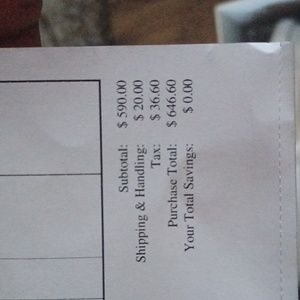 Subtotal: $ 590.00
Shipping & Handling: $ 20.00
Tax: $ 36.60
Purchase Total: $ 646.60
Your Total Savings: $ 0.00